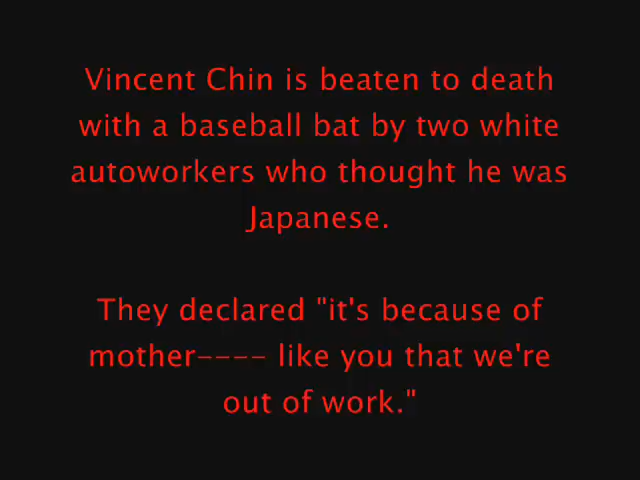 Vincent Chin is beaten to death
with a baseball bat by two white
autoworkers who thought he was
Japanese.
They declared "it's because of
mother---- like you that we're
out of work."